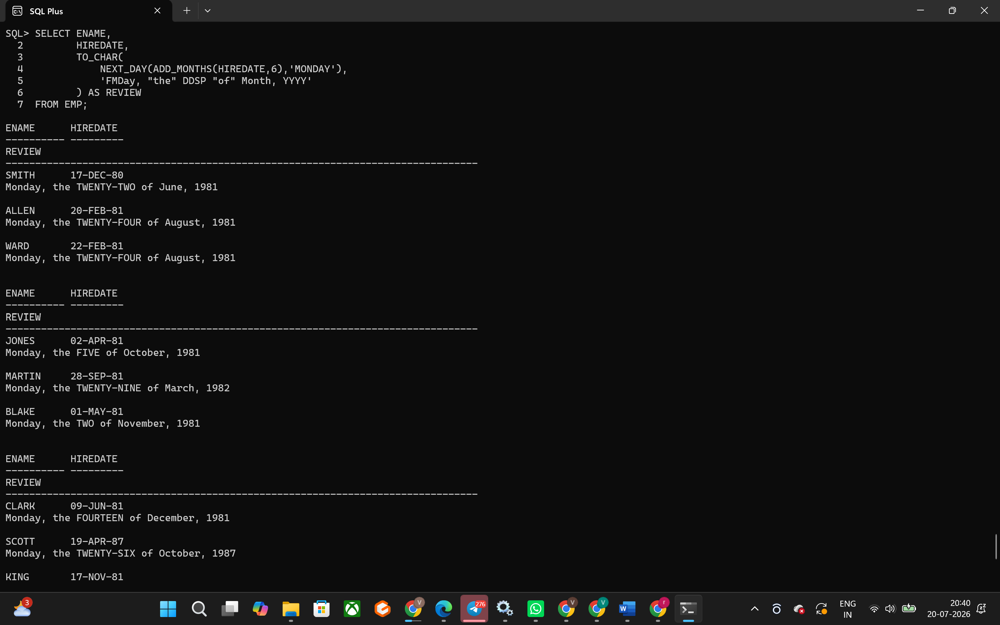 SQL Plus
SQL> SELECT ENAME,
  2         HIREDATE,
  3         TO_CHAR(
  4             NEXT_DAY(ADD_MONTHS(HIREDATE,6),'MONDAY'),
  5             'FMDay, "the" DDSP "of" Month, YYYY'
  6         ) AS REVIEW
  7  FROM EMP;
ENAME      HIREDATE
---------- ---------
REVIEW
--------------------------------------------------------------------------------
SMITH      17-DEC-80
Monday, the TWENTY-TWO of June, 1981
ALLEN      20-FEB-81
Monday, the TWENTY-FOUR of August, 1981
WARD       22-FEB-81
Monday, the TWENTY-FOUR of August, 1981
ENAME      HIREDATE
---------- ---------
REVIEW
--------------------------------------------------------------------------------
JONES      02-APR-81
Monday, the FIVE of October, 1981
MARTIN     28-SEP-81
Monday, the TWENTY-NINE of March, 1982
BLAKE      01-MAY-81
Monday, the TWO of November, 1981
ENAME      HIREDATE
---------- ---------
REVIEW
--------------------------------------------------------------------------------
CLARK      09-JUN-81
Monday, the FOURTEEN of December, 1981
SCOTT      19-APR-87
Monday, the TWENTY-SIX of October, 1987
KING       17-NOV-81
3
V
276
V
V
W
r
ENG
IN
20:40
20-07-2026